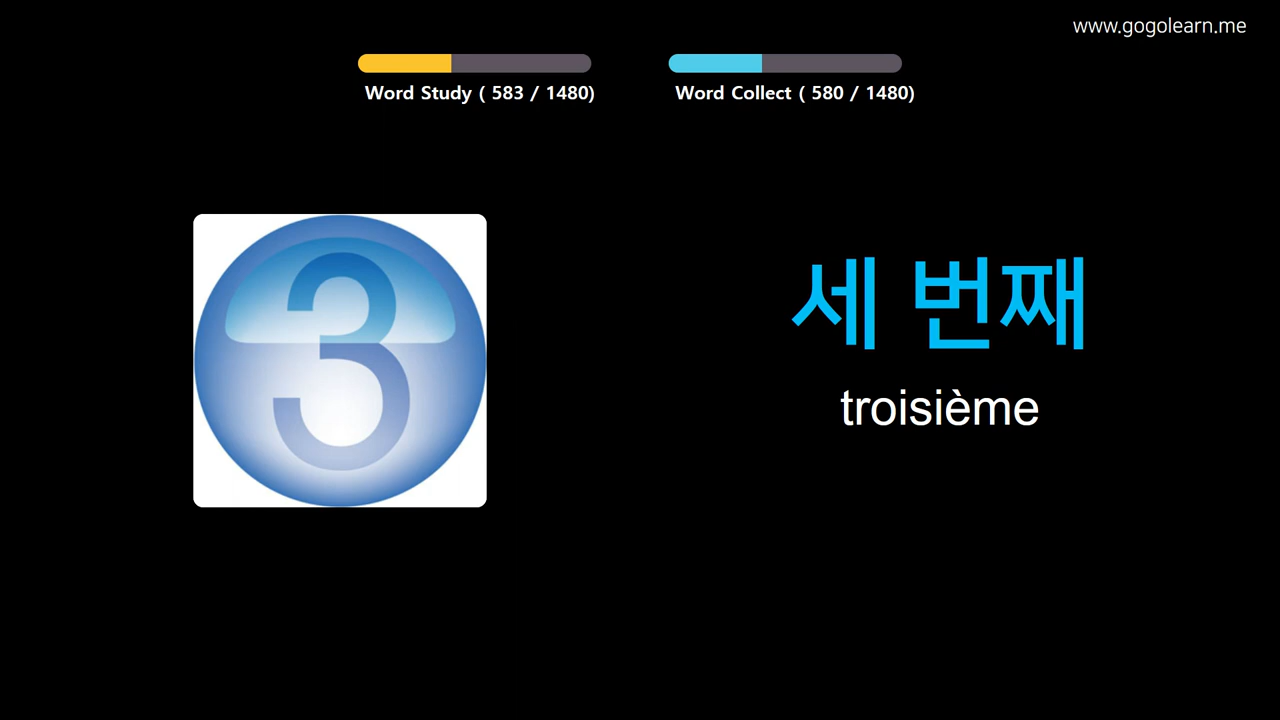 www.gogolearn.me
Word Study ( 583 / 1480)
Word Collect ( 580 / 1480)
3
세 번째
troisième